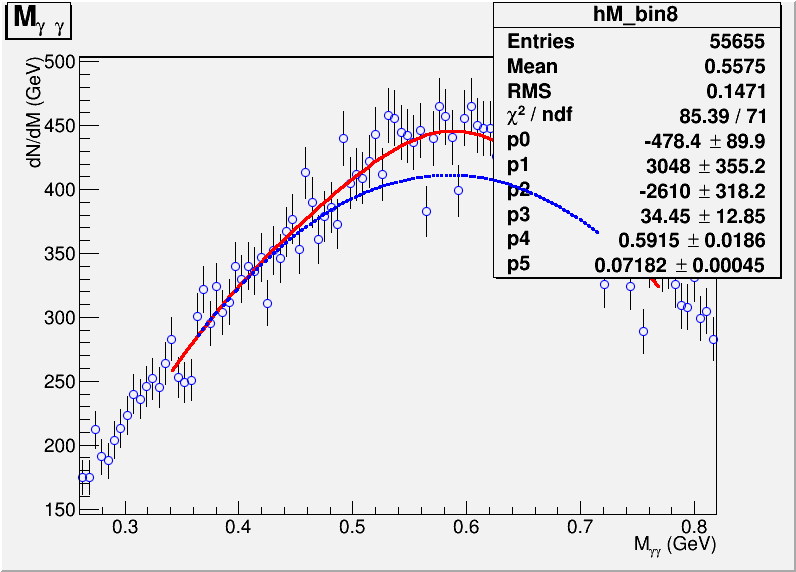 M γ γ
hM_bin8
Entries 55655
Mean 0.5575
RMS 0.1471
χ² / ndf 85.39 / 71
p0 -478.4 ± 89.9
p1 3048 ± 355.2
p2 -2610 ± 318.2
p3 34.45 ± 12.85
p4 0.5915 ± 0.0186
p5 0.07182 ± 0.00045
dN/dM (GeV)
500
450
400
350
300
250
200
150
0.3 0.4 0.5 0.6 0.7 0.8
Mγγ (GeV)